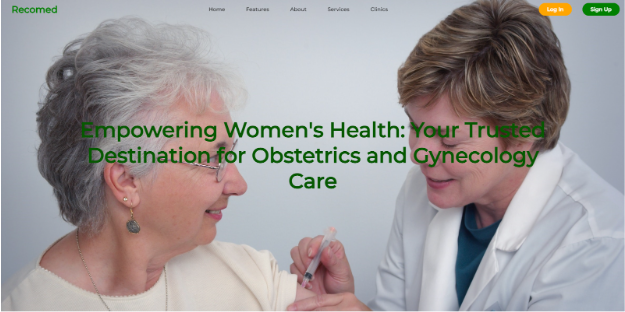 Recomed
Home Features About Services Clinics
Log In Sign Up
Empowering Women's Health: Your Trusted
Destination for Obstetrics and Gynecology
Care